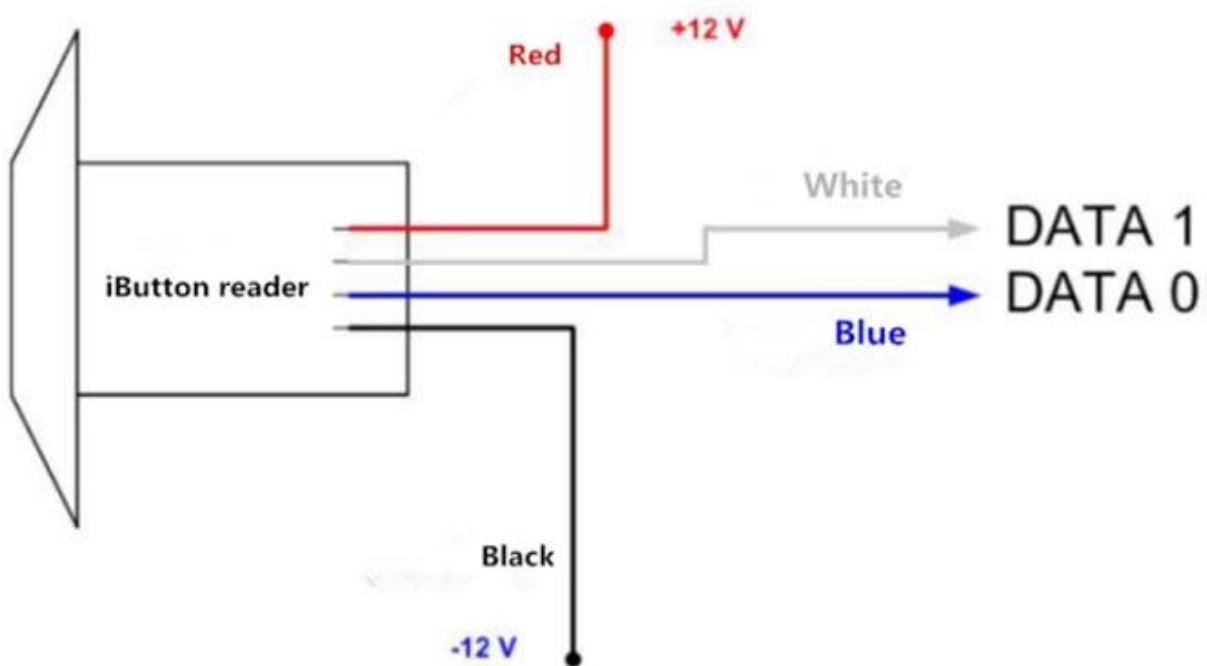 +12 V
Red
White
DATA 1
iButton reader
DATA 0
Blue
Black
-12 V